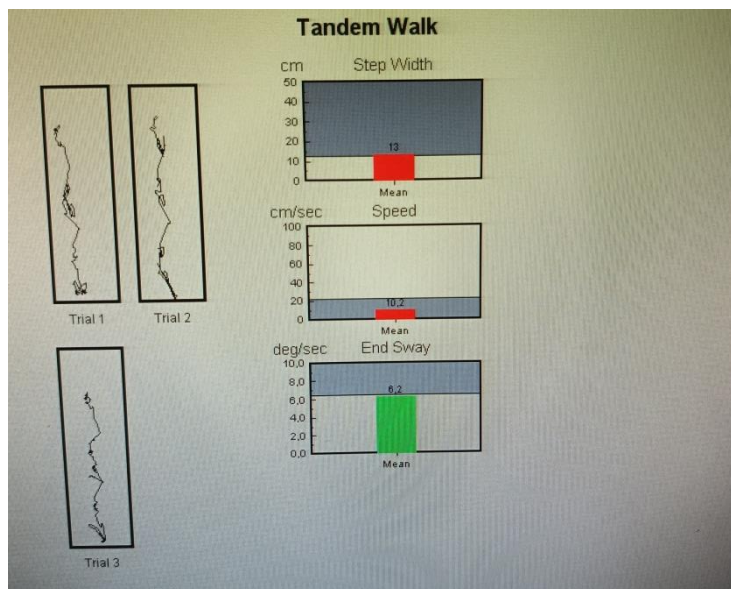 Tandem Walk
Trial 1
Trial 2
Trial 3
cm Step Width
50
40
30
20
10
0
13
Mean
cm/sec Speed
100
80
60
40
20
0
10,2
Mean
deg/sec End Sway
10,0
8,0
6,0
4,0
2,0
0,0
6,2
Mean